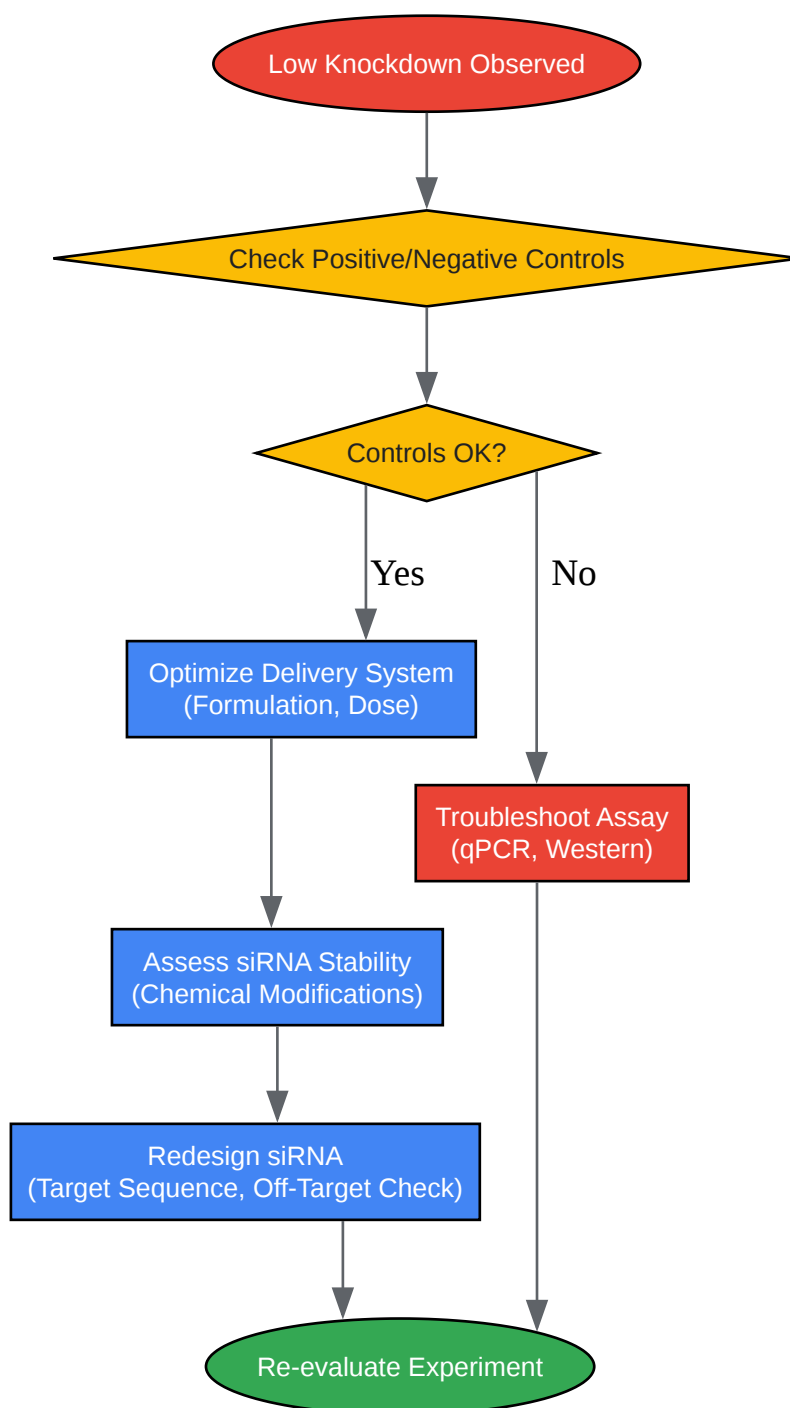 Low Knockdown Observed
Check Positive/Negative Controls
Controls OK?
Yes
No
Optimize Delivery System
(Formulation, Dose)
Troubleshoot Assay
(qPCR, Western)
Assess siRNA Stability
(Chemical Modifications)
Redesign siRNA
(Target Sequence, Off-Target Check)
Re-evaluate Experiment